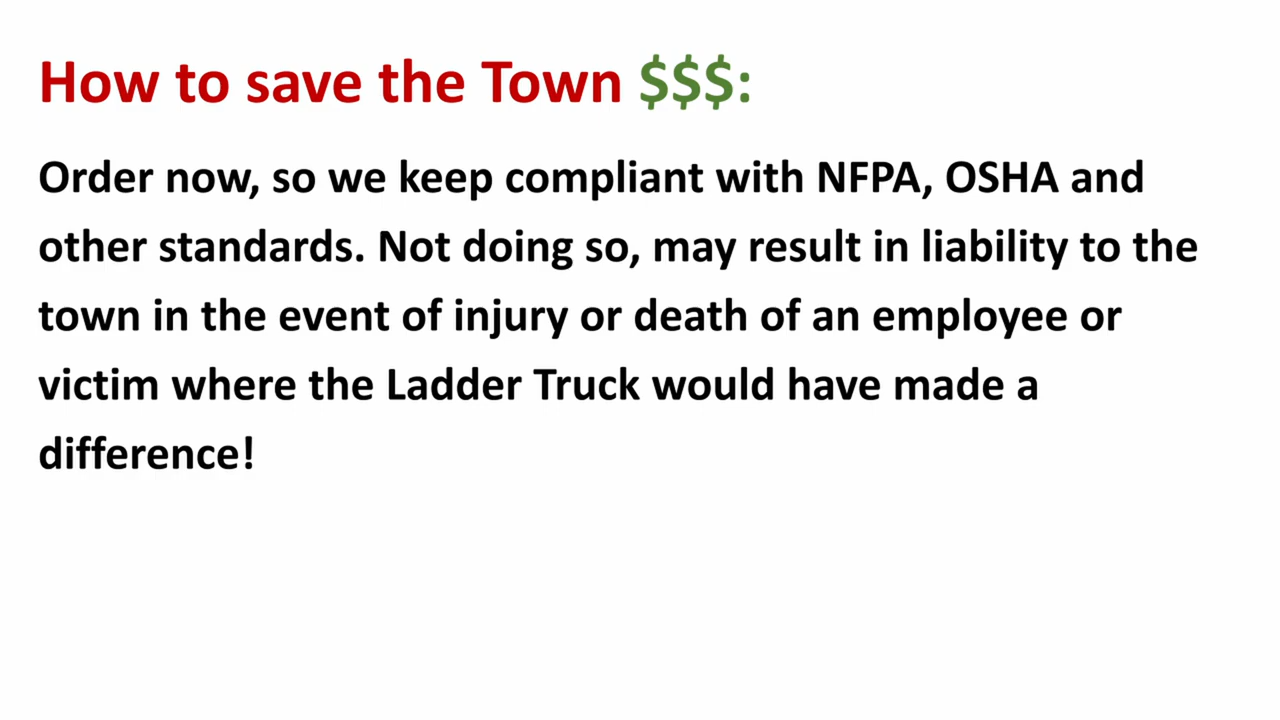 How to save the Town $$$:
Order now, so we keep compliant with NFPA, OSHA and
other standards. Not doing so, may result in liability to the
town in the event of injury or death of an employee or
victim where the Ladder Truck would have made a
difference!